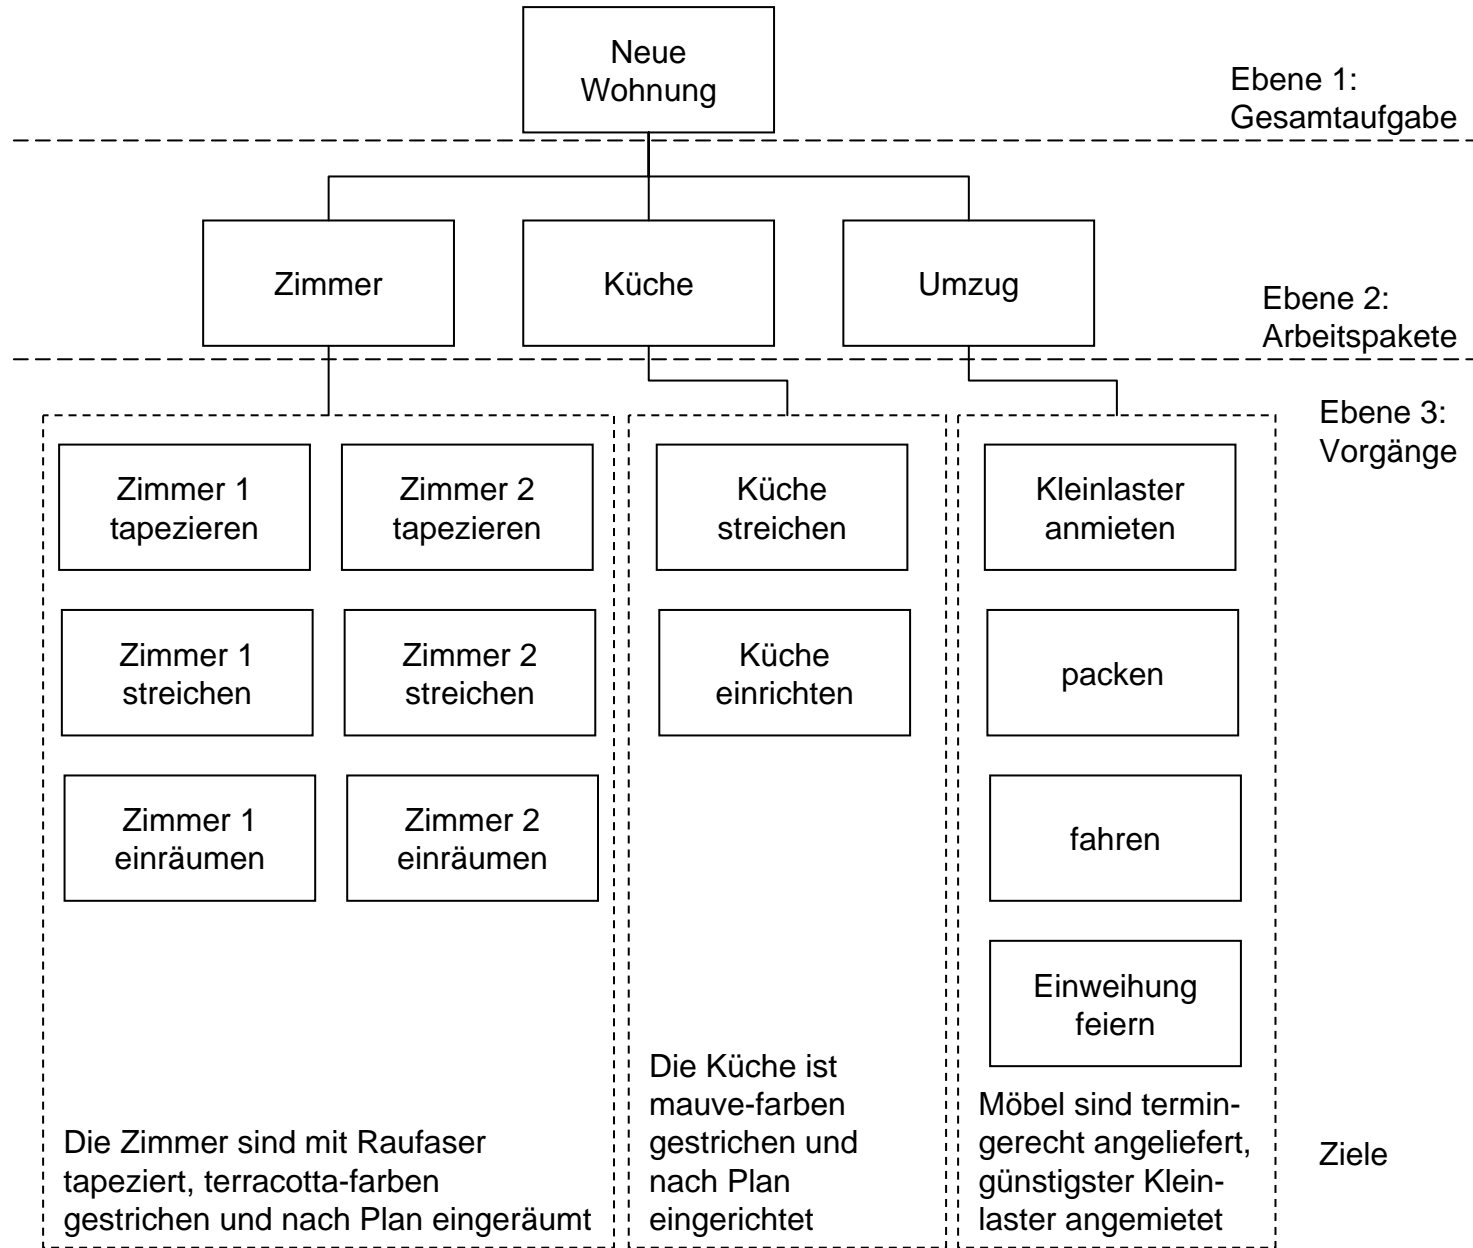 Neue
Wohnung
Ebene 1:
Gesamtaufgabe
Zimmer
Küche
Umzug
Ebene 2:
Arbeitspakete
Ebene 3:
Vorgänge
Zimmer 1
tapezieren
Zimmer 2
tapezieren
Küche
streichen
Kleinlaster
anmieten
Zimmer 1
streichen
Zimmer 2
streichen
Küche
einrichten
packen
Zimmer 1
einräumen
Zimmer 2
einräumen
fahren
Einweihung
feiern
Die Zimmer sind mit Raufaser
tapeziert, terracotta-farben
gestrichen und nach Plan eingeräumt
Die Küche ist
mauve-farben
gestrichen und
nach Plan
eingerichtet
Möbel sind termin-
gerecht angeliefert,
günstigster Klein-
laster angemietet
Ziele